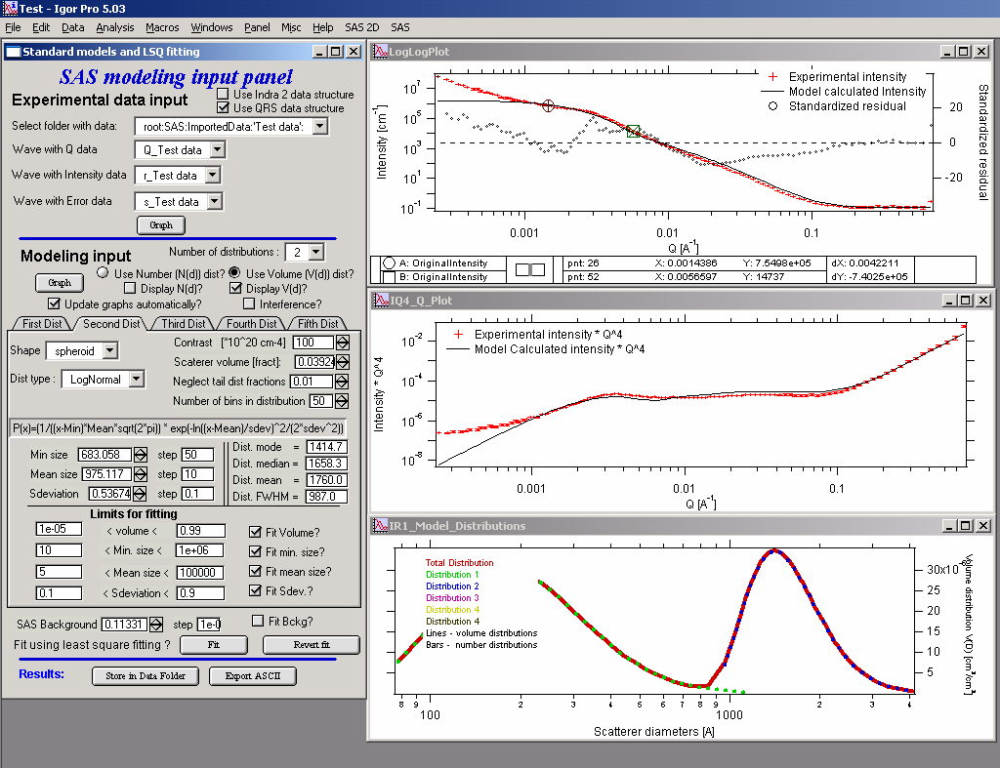 Test - Igor Pro 5.03
File Edit Data Analysis Macros Windows Panel Misc Help SAS 2D SAS
Standard models and LSQ fitting
SAS modeling input panel
Experimental data input
Use Indra 2 data structure
Use QRS data structure
Select folder with data: root:SAS:ImportedData:'Test data':
Wave with Q data Q_Test data
Wave with Intensity data r_Test data
Wave with Error data s_Test data
Graph
Modeling input
Number of distributions : 2
Graph
Use Number (N(d)) dist? Use Volume (V(d)) dist?
Display N(d)? Display V(d)?
Update graphs automatically? Interference?
First Dist Second Dist Third Dist Fourth Dist Fifth Dist
Shape spheroid
Dist type : LogNormal
Contrast [*10^20 cm-4] 100
Scaterer volume [fract]: 0.03924
Neglect tail dist fractions 0.01
Number of bins in distribution 50
P(x)=(1/((x-Min)*Mean*sqrt(2*pi)) * exp(-ln((x-Mean)/sdev)^2/(2*sdev^2))
Min size 683.058 step 50
Mean size 975.117 step 10
Sdeviation 0.53674 step 0.1
Dist. mode = 1414.7
Dist. median = 1658.3
Dist. mean = 1760.0
Dist. FWHM = 987.0
Limits for fitting
1e-05 < volume < 0.99 Fit Volume?
10 < Min. size < 1e+06 Fit min. size?
5 < Mean size < 100000 Fit mean size?
0.1 < Sdeviation < 0.9 Fit Sdev.?
SAS Background 0.11331 step 1e-0 Fit Bckg?
Fit using least square fitting ? Fit Revert fit
Results: Store in Data Folder Export ASCII
LogLogPlot
Experimental intensity
Model calculated Intensity
Standardized residual
Intensity [cm-1]
10^7
10^5
10^3
10^1
10^-1
20
0
-20
Standardized residual
0.001 0.01 0.1
Q [A^-1]
A: OriginalIntensity pnt: 26 X: 0.0014386 Y: 7.5498e+05 dX: 0.0042211
B: OriginalIntensity pnt: 52 X: 0.0056597 Y: 14737 dY: -7.4025e+05
IQ4_Q_Plot
Experimental intensity * Q^4
Model Calculated intensity * Q^4
Intensity * Q^4
10^-2
10^-4
10^-6
10^-8
0.001 0.01 0.1
Q [A^-1]
IR1_Model_Distributions
Total Distribution
Distribution 1
Distribution 2
Distribution 3
Distribution 4
Distribution 4
Lines - volume distributions
Bars - number distributions
30x10
25
20
15
10
5
Volume distribution V(D) [cm3/cm3]
8 9 2 3 4 5 6 7 8 9 2 3 4
100 1000
Scatterer diameters [A]